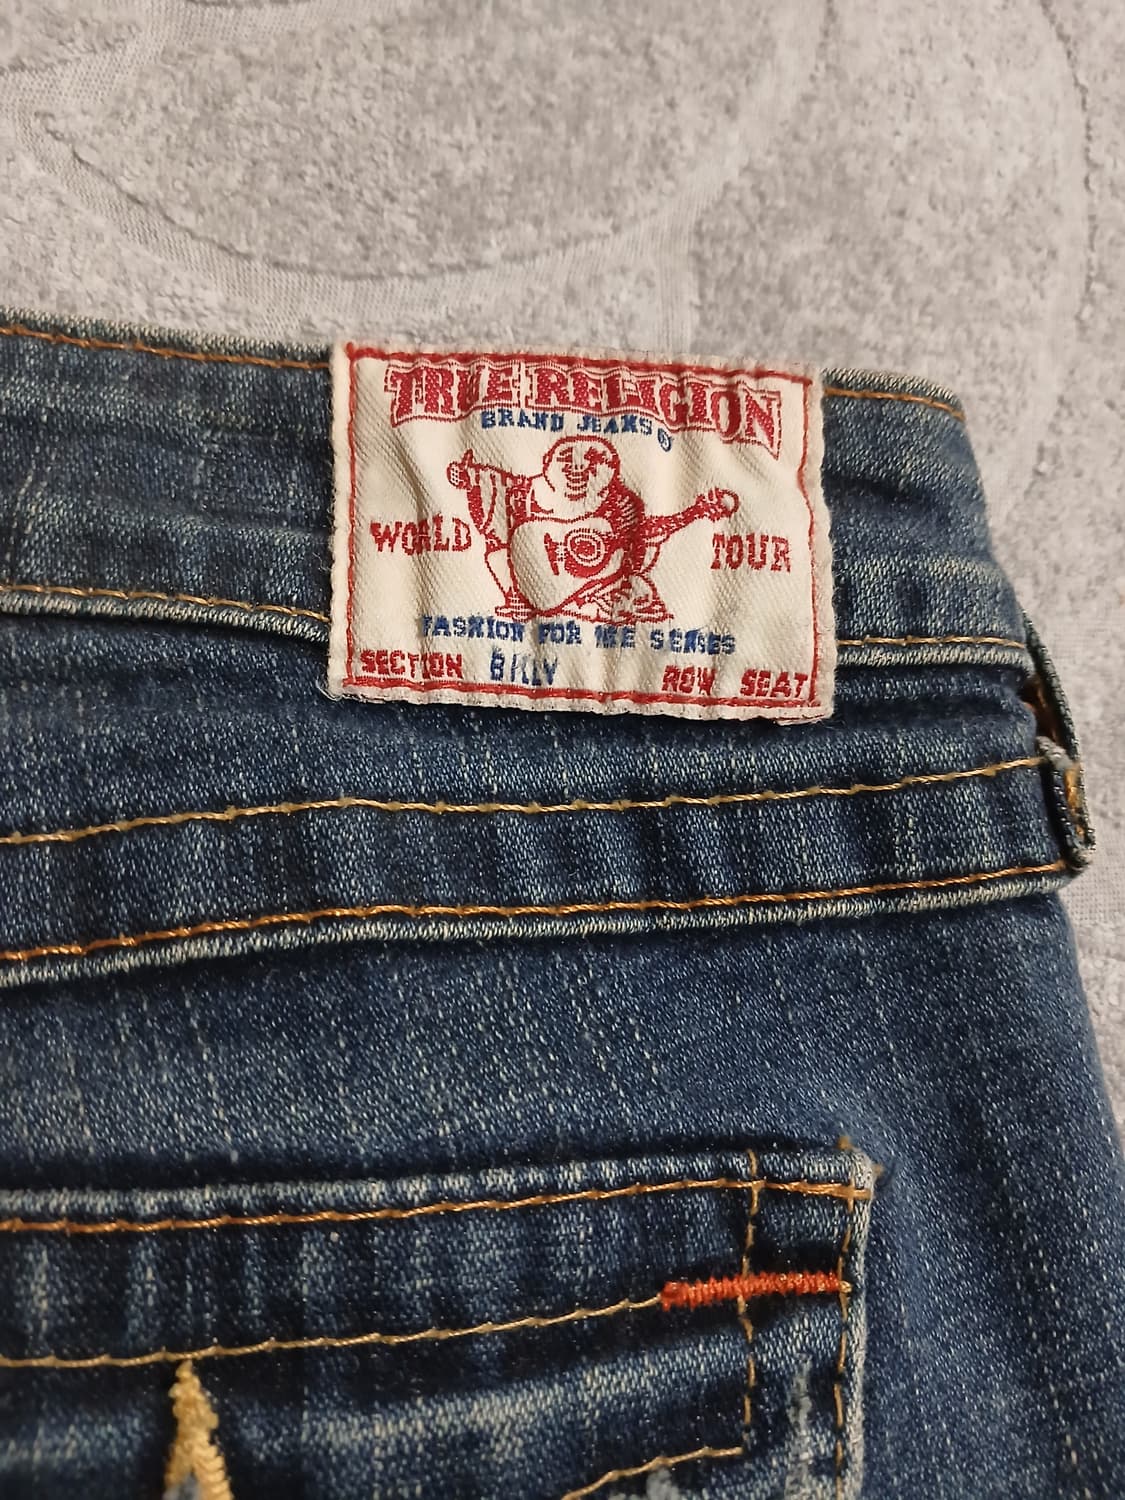 TRUE RELIGION
BRAND JEANS®
WORLD TOUR
FASHION FOR THE SENSES
SECTION BILLY ROW SEAT